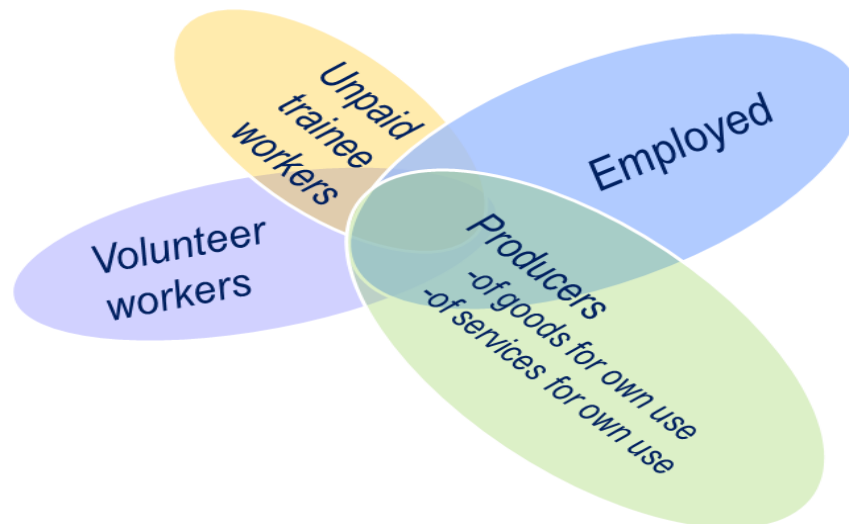 Unpaid
trainee
workers
Employed
Volunteer
workers
Producers
-of goods for own use
-of services for own use